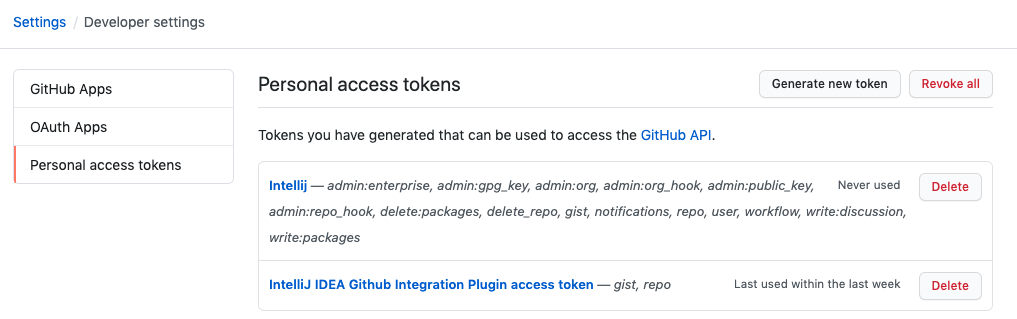 Settings / Developer settings
GitHub Apps
OAuth Apps
Personal access tokens
Personal access tokens
Generate new token
Revoke all
Tokens you have generated that can be used to access the GitHub API.
Intellij — admin:enterprise, admin:gpg_key, admin:org, admin:org_hook, admin:public_key,
admin:repo_hook, delete:packages, delete_repo, gist, notifications, repo, user, workflow, write:discussion,
write:packages
Never used
Delete
IntelliJ IDEA Github Integration Plugin access token — gist, repo
Last used within the last week
Delete